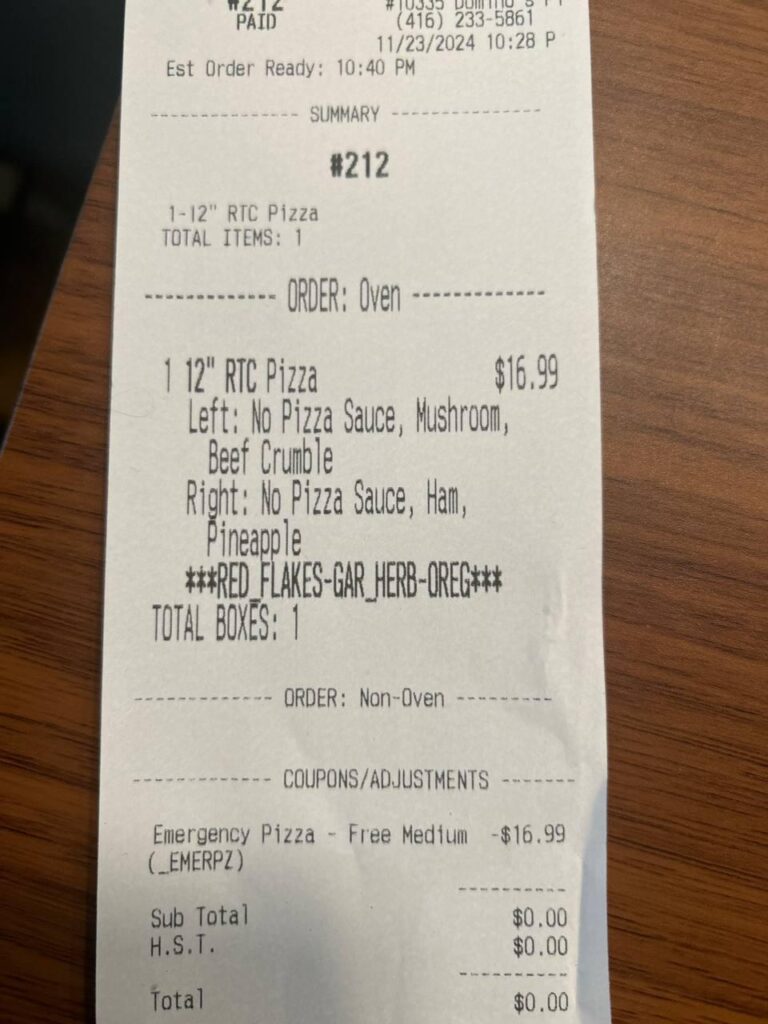 #212
PAID
#10335 Domino's P
(416) 233-5861
11/23/2024 10:28 P
Est Order Ready: 10:40 PM
--------------- SUMMARY ---------------
#212
1-12" RTC Pizza
TOTAL ITEMS: 1
------------- ORDER: Oven -------------
1 12" RTC Pizza $16.99
Left: No Pizza Sauce, Mushroom,
Beef Crumble
Right: No Pizza Sauce, Ham,
Pineapple
***RED_FLAKES-GAR_HERB-OREG***
TOTAL BOXES: 1
------------- ORDER: Non-Oven ---------
------------- COUPONS/ADJUSTMENTS -------
Emergency Pizza - Free Medium -$16.99
(_EMERPZ)
-----------
Sub Total $0.00
H.S.T. $0.00
-----------
Total $0.00